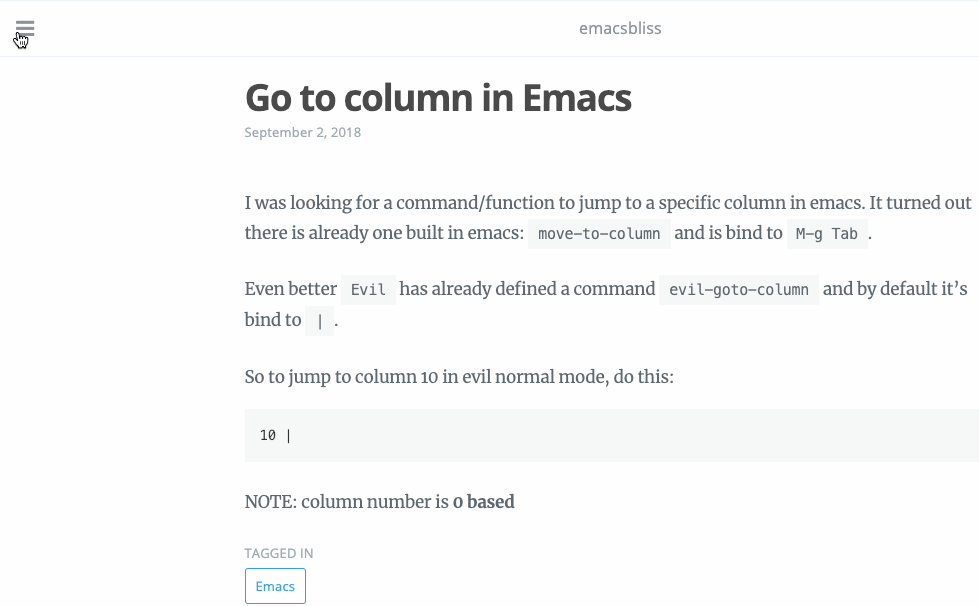 emacsbliss
Go to column in Emacs
September 2, 2018
I was looking for a command/function to jump to a specific column in emacs. It turned out
there is already one built in emacs: move-to-column and is bind to M-g Tab .
Even better Evil has already defined a command evil-goto-column and by default it’s
bind to | .
So to jump to column 10 in evil normal mode, do this:
10 |
NOTE: column number is 0 based
TAGGED IN
Emacs